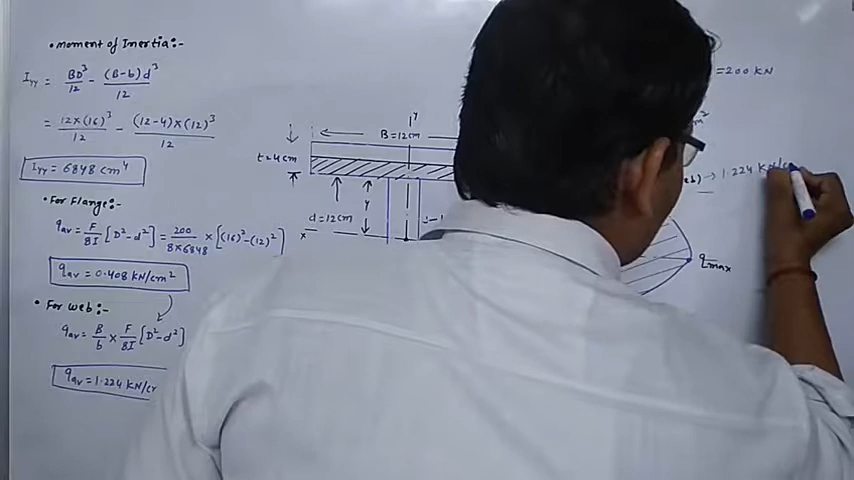 • moment of Inertia:-
Iyy = BD³/12 - (B-b)d³/12
= 12×(16)³/12 - (12-4)×(12)³/12
Iyy = 6848 cm⁴
• For Flange:-
qav = F/8I [D²-d²] = 200/8×6848 × [(16)²-(12)²]
qav = 0.408 KN/cm²
• For web:-
qav = B/b × F/8I [D²-d²]
qav = 1.224 KN/c
y
B=12cm
t=4cm
y
d=12cm
x
=200 KN
→ 1.224 KN/c
qmax